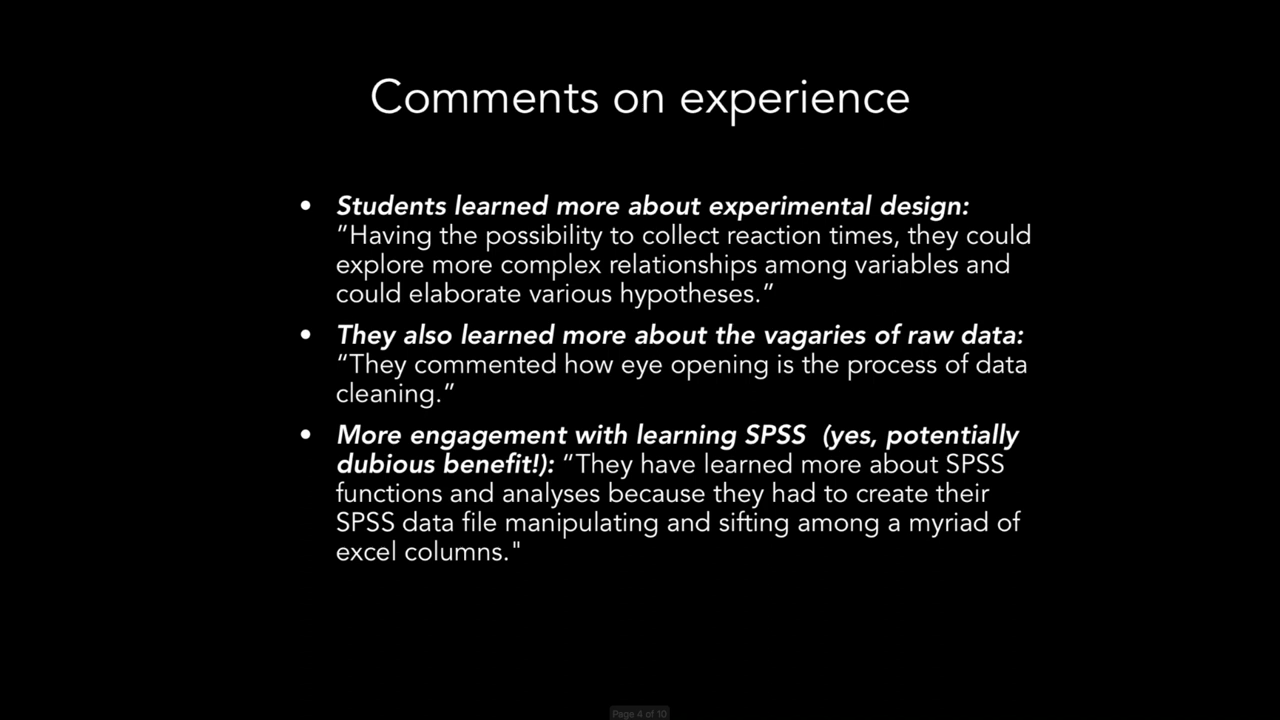 Comments on experience
• Students learned more about experimental design:
”Having the possibility to collect reaction times, they could
explore more complex relationships among variables and
could elaborate various hypotheses.”
• They also learned more about the vagaries of raw data:
“They commented how eye opening is the process of data
cleaning.”
• More engagement with learning SPSS  (yes, potentially
dubious benefit!): “They have learned more about SPSS
functions and analyses because they had to create their
SPSS data file manipulating and sifting among a myriad of
excel columns."
Page 4 of 10